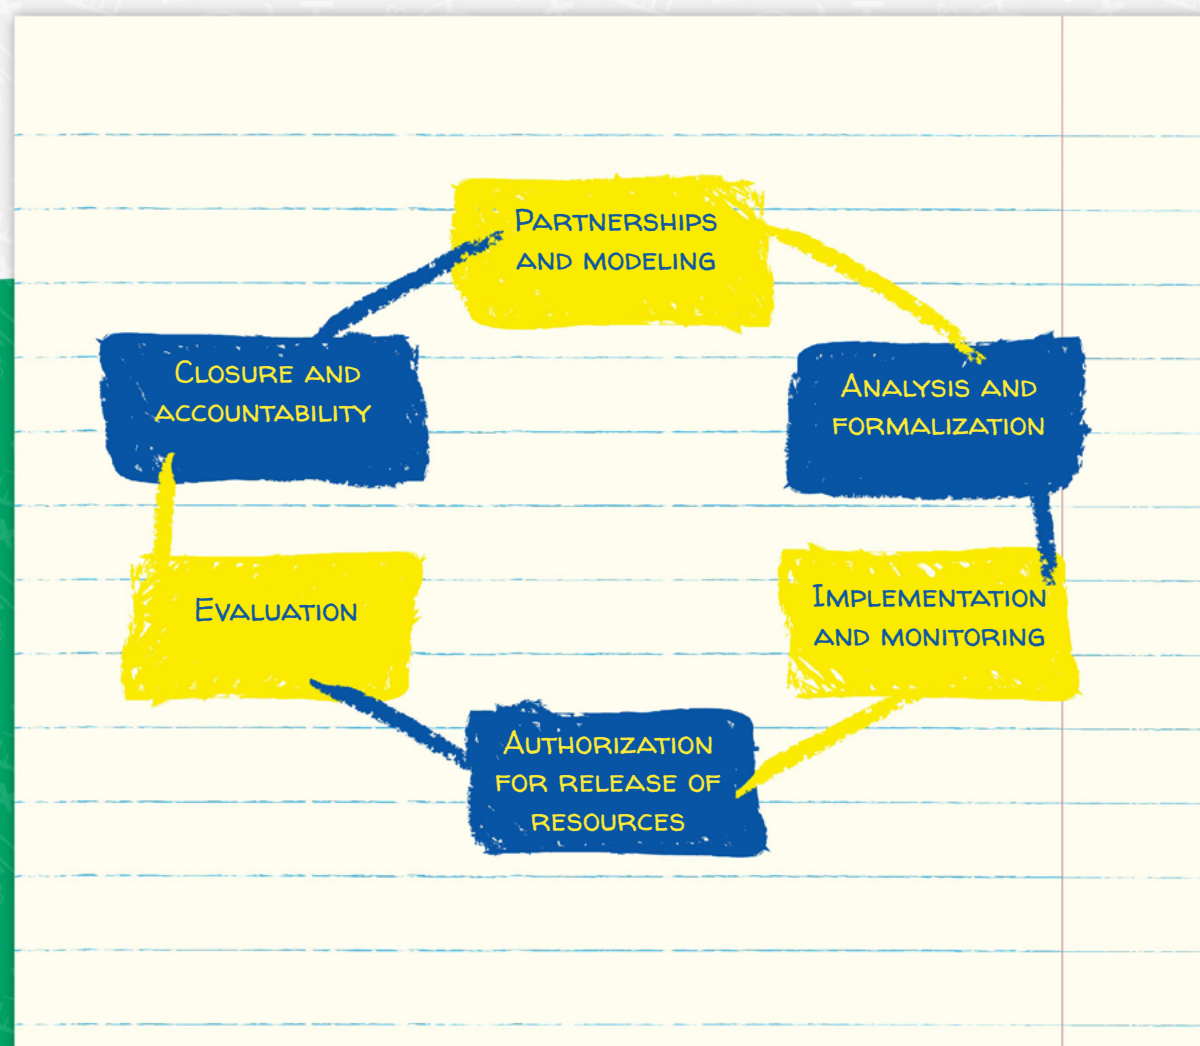 Partnerships
and modeling
Closure and
accountability
Analysis and
formalization
Evaluation
Implementation
and monitoring
Authorization
for release of
resources